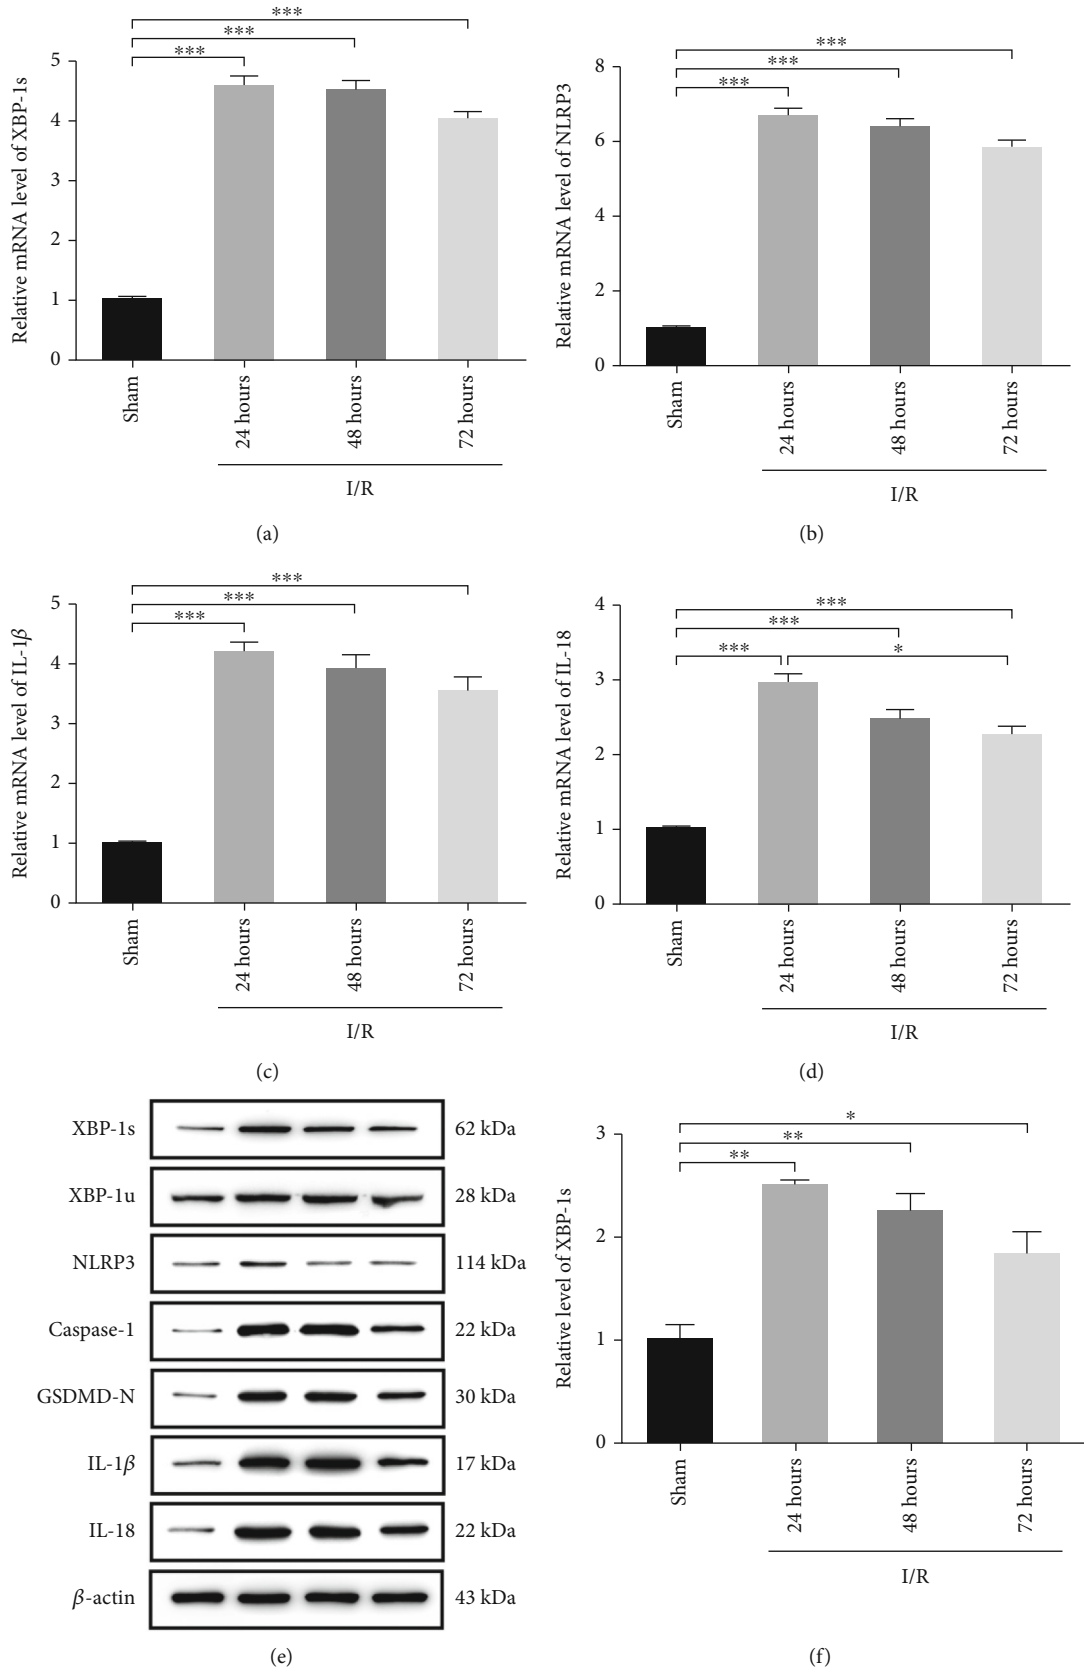 ***
***
***
Relative mRNA level of XBP-1s
5
4
3
2
1
0
Sham
24 hours
48 hours
72 hours
I/R
(a)
***
***
***
Relative mRNA level of NLRP3
8
6
4
2
0
Sham
24 hours
48 hours
72 hours
I/R
(b)
***
***
***
Relative mRNA level of IL-1β
5
4
3
2
1
0
Sham
24 hours
48 hours
72 hours
I/R
(c)
***
***
***
*
Relative mRNA level of IL-18
4
3
2
1
0
Sham
24 hours
48 hours
72 hours
I/R
(d)
XBP-1s 62 kDa
XBP-1u 28 kDa
NLRP3 114 kDa
Caspase-1 22 kDa
GSDMD-N 30 kDa
IL-1β 17 kDa
IL-18 22 kDa
β-actin 43 kDa
(e)
*
**
**
Relative level of XBP-1s
3
2
1
0
Sham
24 hours
48 hours
72 hours
I/R
(f)